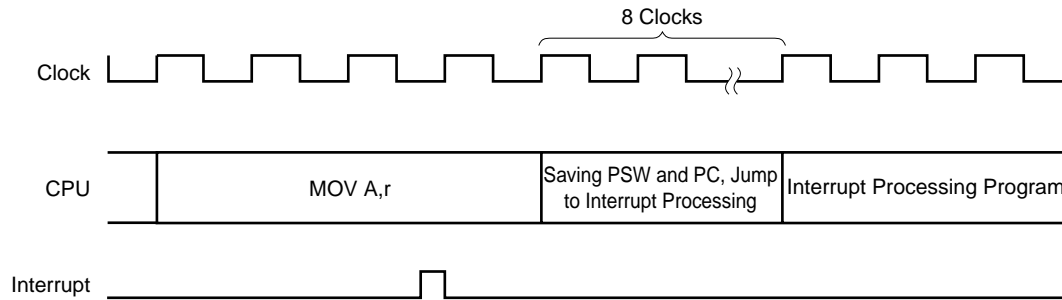 8 Clocks
Clock
CPU
MOV A,r
Saving PSW and PC, Jump
to Interrupt Processing
Interrupt Processing Program
Interrupt